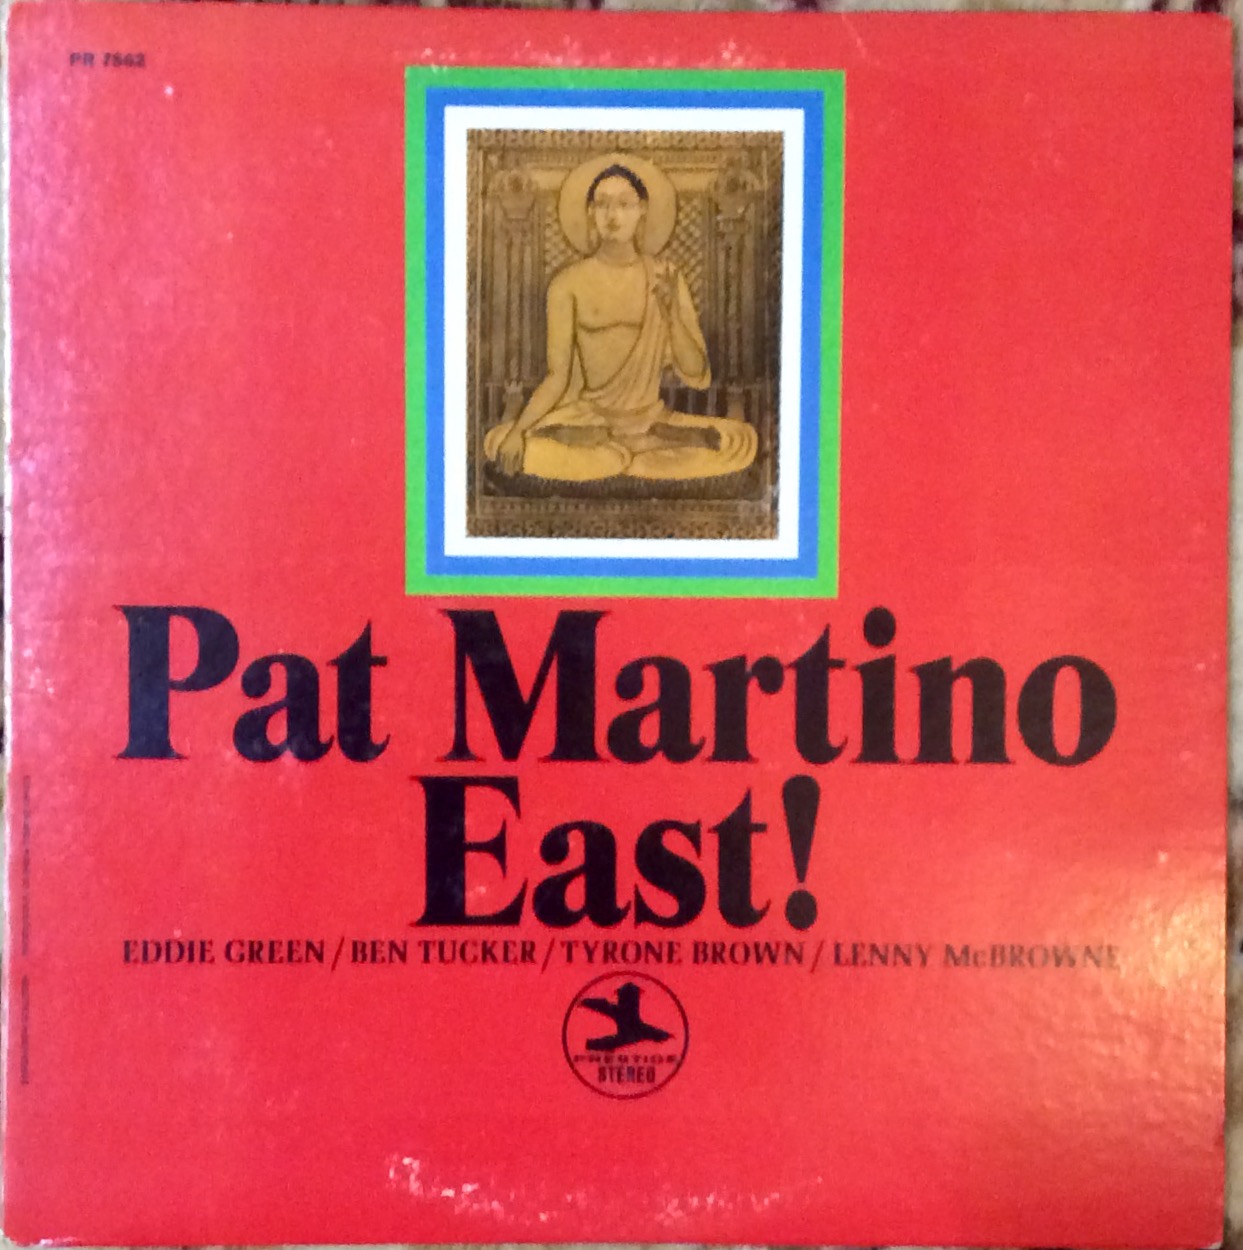 PR 7562
Pat Martino
East!
EDDIE GREEN/BEN TUCKER/TYRONE BROWN/LENNY McBROWNE
PRESTIGE
STEREO